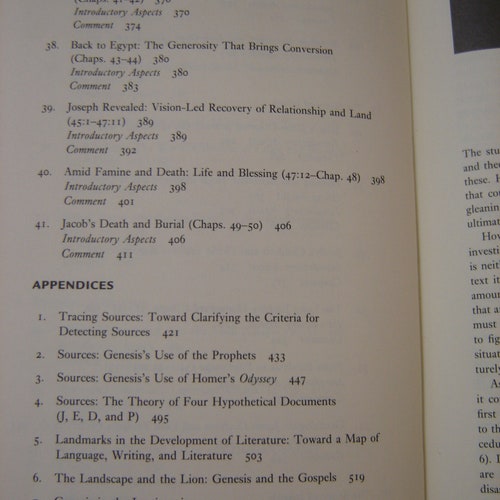 (Chaps. 41–42) 370
Introductory Aspects 370
Comment 374
38. Back to Egypt: The Generosity That Brings Conversion
(Chaps. 43–44) 380
Introductory Aspects 380
Comment 383
39. Joseph Revealed: Vision-Led Recovery of Relationship and Land
(45:1–47:11) 389
Introductory Aspects 389
Comment 392
40. Amid Famine and Death: Life and Blessing (47:12–Chap. 48) 398
Introductory Aspects 398
Comment 401
41. Jacob's Death and Burial (Chaps. 49–50) 406
Introductory Aspects 406
Comment 411
APPENDICES
1. Tracing Sources: Toward Clarifying the Criteria for
Detecting Sources 421
2. Sources: Genesis's Use of the Prophets 433
3. Sources: Genesis's Use of Homer's Odyssey 447
4. Sources: The Theory of Four Hypothetical Documents
(J, E, D, and P) 495
5. Landmarks in the Development of Literature: Toward a Map of
Language, Writing, and Literature 503
6. The Landscape and the Lion: Genesis and the Gospels 519
The stu
and the
these. H
that co
gleanin
ultimat
How
investi
is neit
text it
amou
that a
must
to fig
situat
turely
As
it co
first
to th
cedu
6). I
are
disa